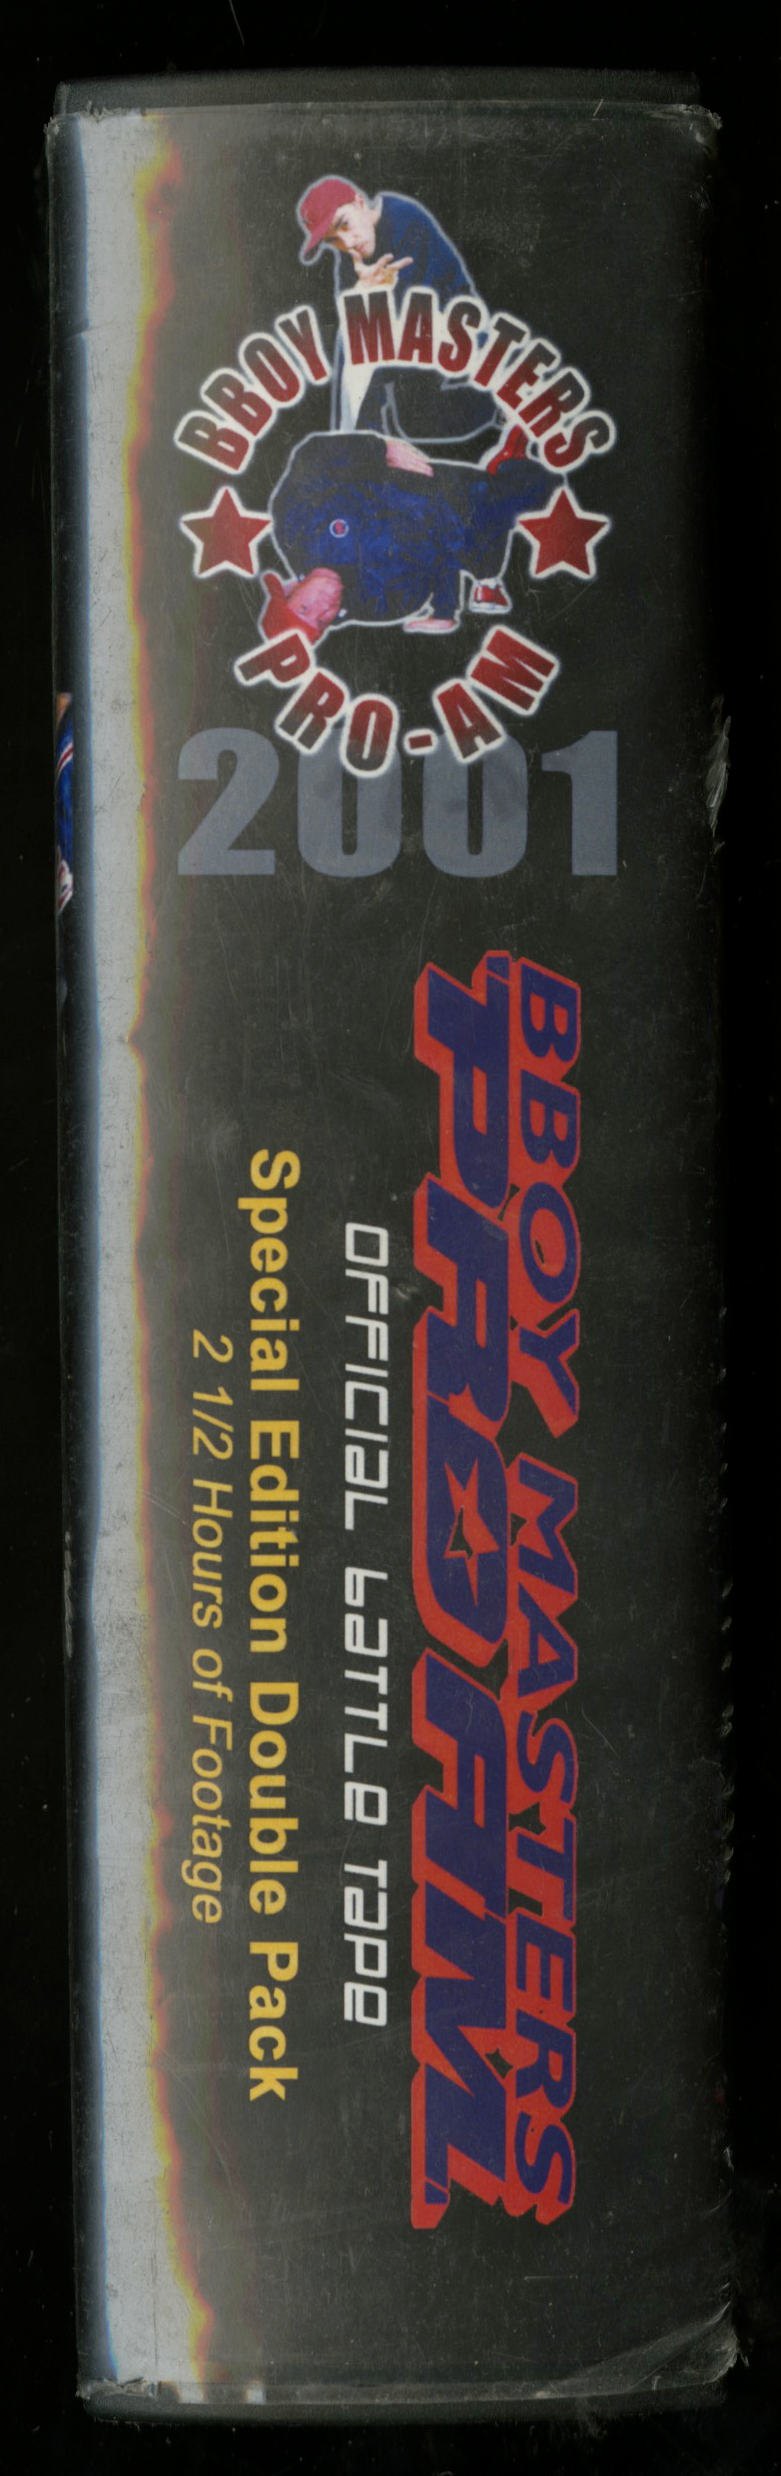 BBOY MASTERS
PRO-AM
2001
BBOY MASTERS
PRO AM
OFFICIAL BATTLE TAPE
Special Edition Double Pack
2 1/2 Hours of Footage